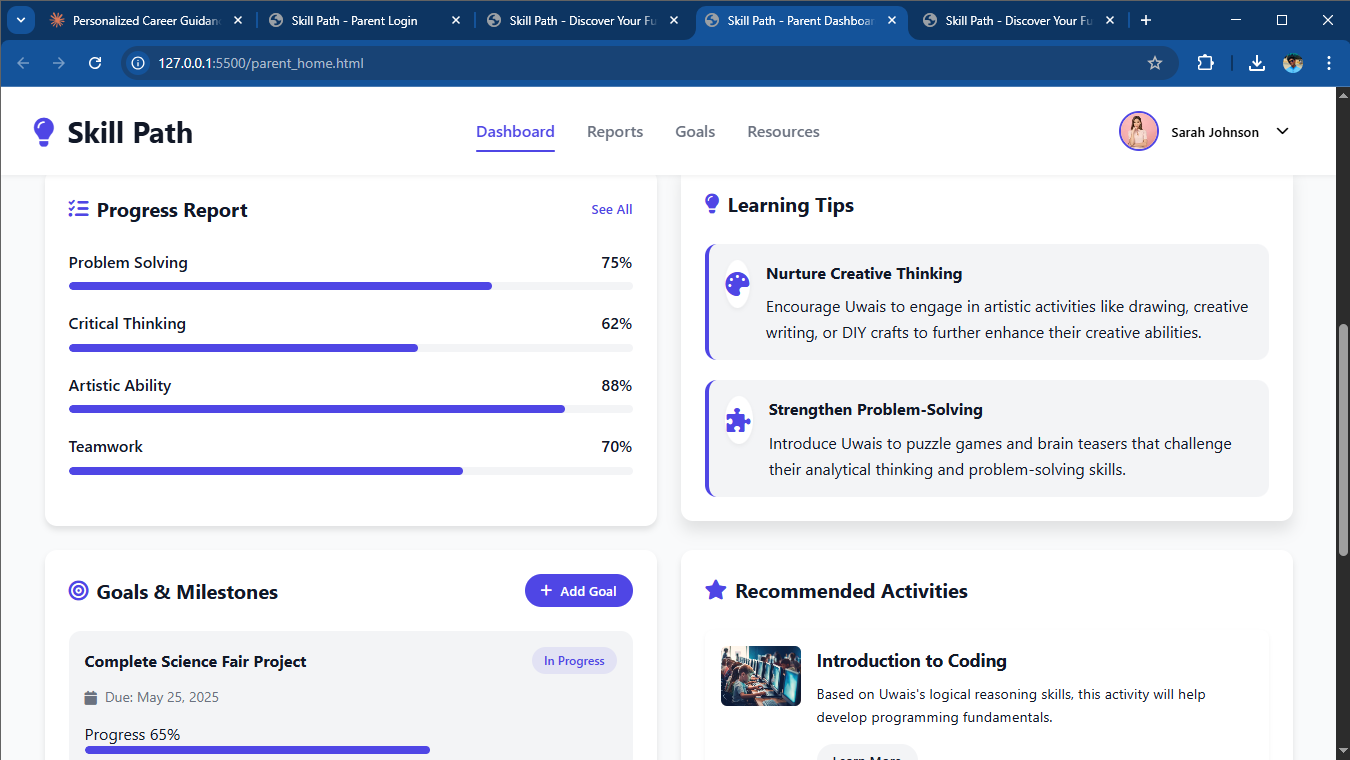 Personalized Career Guidanc
Skill Path - Parent Login
Skill Path - Discover Your Fu
Skill Path - Parent Dashboar
Skill Path - Discover Your Fu
127.0.0.1:5500/parent_home.html
Skill Path
Dashboard
Reports
Goals
Resources
Sarah Johnson
Progress Report
See All
Problem Solving
75%
Critical Thinking
62%
Artistic Ability
88%
Teamwork
70%
Learning Tips
Nurture Creative Thinking
Encourage Uwais to engage in artistic activities like drawing, creative
writing, or DIY crafts to further enhance their creative abilities.
Strengthen Problem-Solving
Introduce Uwais to puzzle games and brain teasers that challenge
their analytical thinking and problem-solving skills.
Goals & Milestones
Add Goal
Complete Science Fair Project
In Progress
Due: May 25, 2025
Progress 65%
Recommended Activities
Introduction to Coding
Based on Uwais's logical reasoning skills, this activity will help
develop programming fundamentals.
Learn More